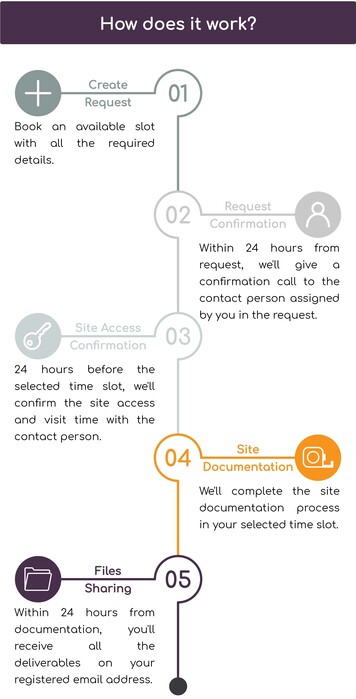 How does it work?
Create
Request
01
Book an available slot
with all the required
details.
02
Request
Confirmation
Within 24 hours from
request, we'll give a
confirmation call to the
contact person assigned
by you in the request.
Site Access
Confirmation
03
24 hours before the
selected time slot, we'll
confirm the site access
and visit time with the
contact person.
04
Site
Documentation
We'll complete the site
documentation process
in your selected time slot.
Files
Sharing
05
Within 24 hours from
documentation, you'll
receive all the
deliverables on your
registered email address.